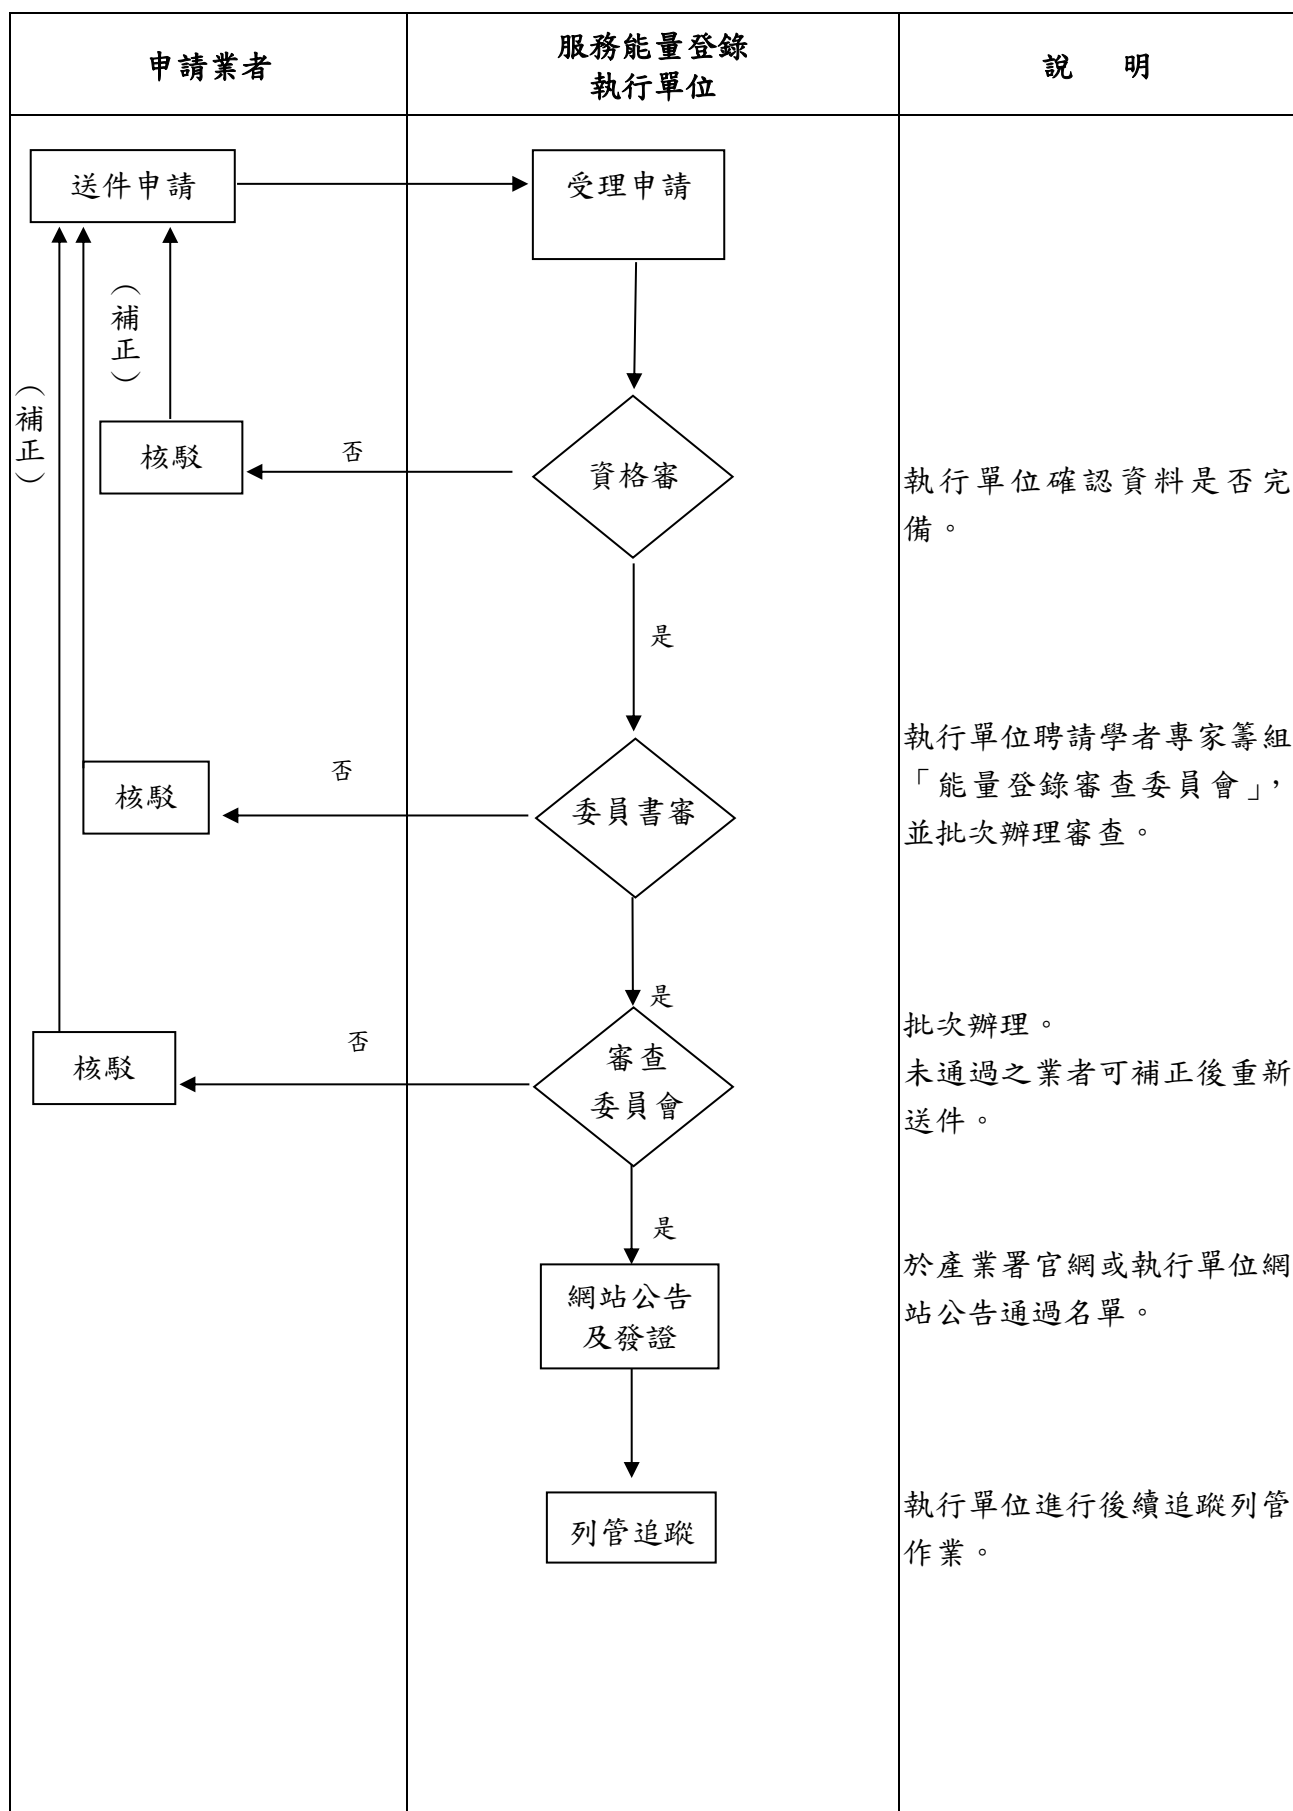 申請業者
服務能量登錄
執行單位
說 明
送件申請
受理申請
（補正）
（補正）
核駁
否
資格審
執行單位確認資料是否完
備。
是
核駁
否
委員書審
執行單位聘請學者專家籌組
「能量登錄審查委員會」，
並批次辦理審查。
是
核駁
否
審查
委員會
批次辦理。
未通過之業者可補正後重新
送件。
是
網站公告
及發證
於產業署官網或執行單位網
站公告通過名單。
列管追蹤
執行單位進行後續追蹤列管
作業。